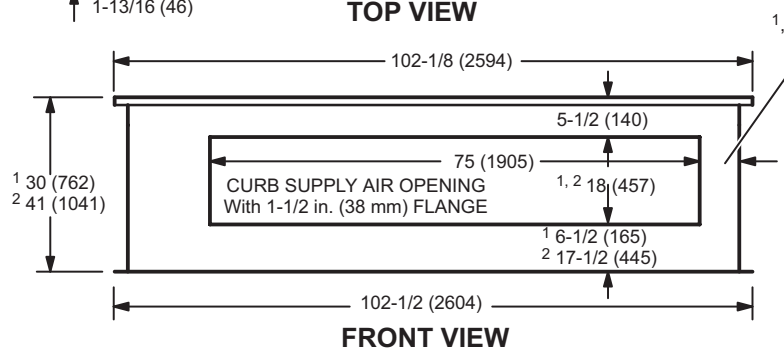 1-13/16 (46)
TOP VIEW
1,
102-1/8 (2594)
5-1/2 (140)
75 (1905)
1 30 (762)
2 41 (1041)
CURB SUPPLY AIR OPENING
With 1-1/2 in. (38 mm) FLANGE
1, 2 18 (457)
1 6-1/2 (165)
2 17-1/2 (445)
102-1/2 (2604)
FRONT VIEW